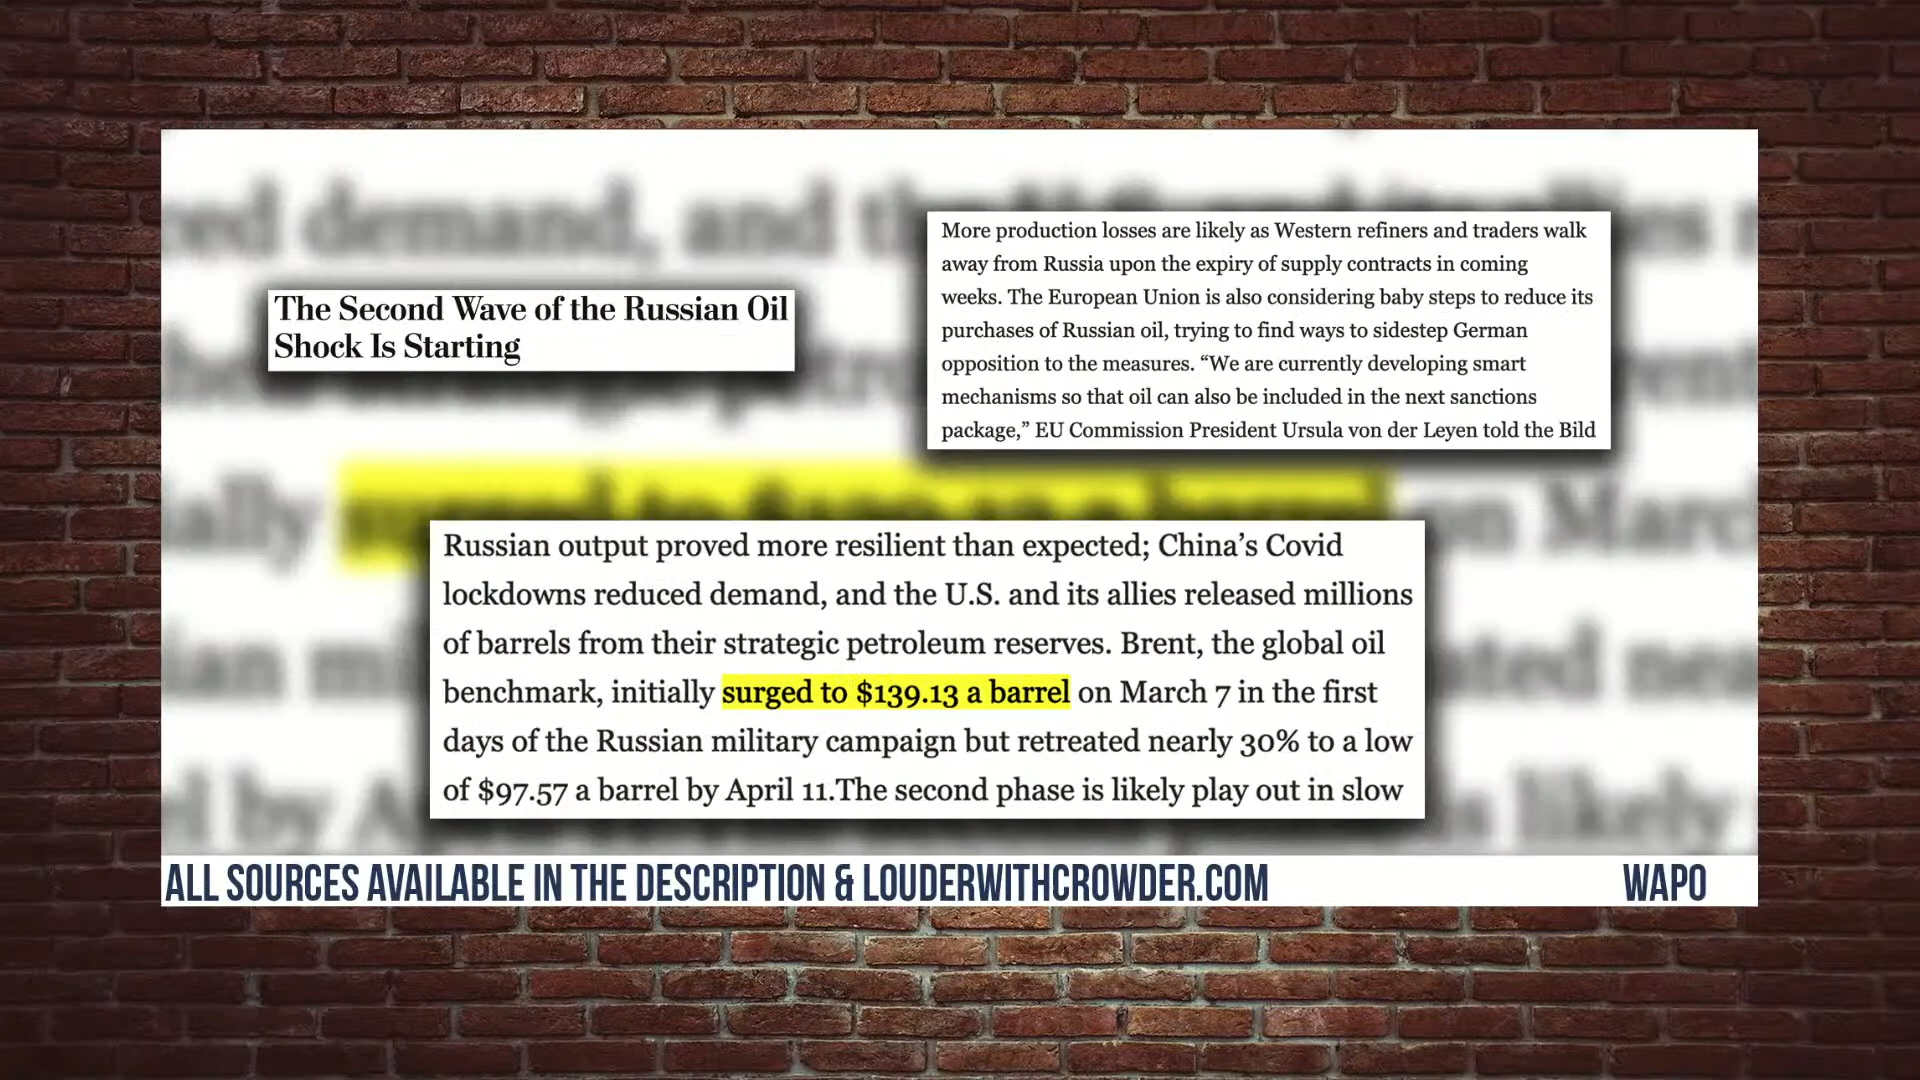 The Second Wave of the Russian Oil
Shock Is Starting
More production losses are likely as Western refiners and traders walk
away from Russia upon the expiry of supply contracts in coming
weeks. The European Union is also considering baby steps to reduce its
purchases of Russian oil, trying to find ways to sidestep German
opposition to the measures. “We are currently developing smart
mechanisms so that oil can also be included in the next sanctions
package,” EU Commission President Ursula von der Leyen told the Bild
Russian output proved more resilient than expected; China’s Covid
lockdowns reduced demand, and the U.S. and its allies released millions
of barrels from their strategic petroleum reserves. Brent, the global oil
benchmark, initially surged to $139.13 a barrel on March 7 in the first
days of the Russian military campaign but retreated nearly 30% to a low
of $97.57 a barrel by April 11.The second phase is likely play out in slow
ALL SOURCES AVAILABLE IN THE DESCRIPTION & LOUDERWITHCROWDER.COM
WAPO